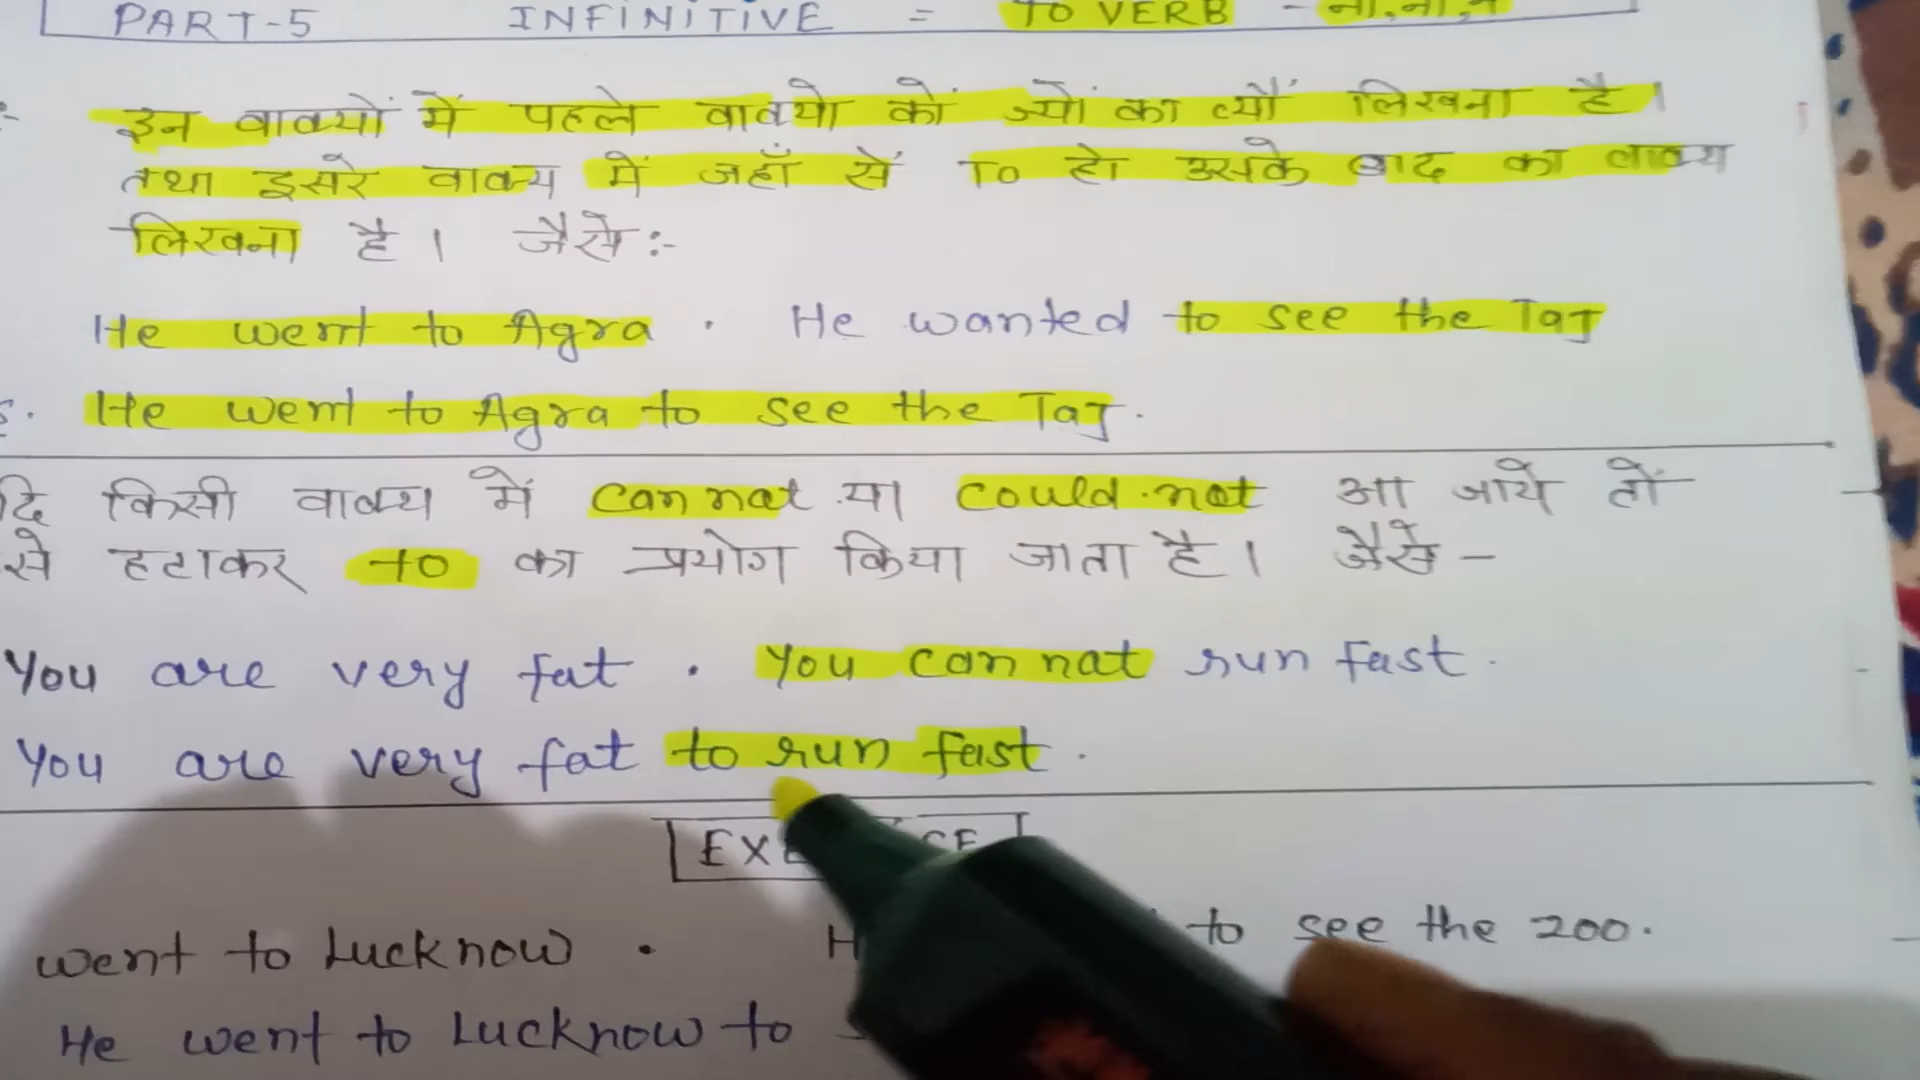 PART-5 INFINITIVE = TO VERB - ना, नी, ने
इन वाक्यों में पहले वाक्यो कों ज्यों का त्यौं लिखना है।
तथा दुसरे वाक्य में जहाँ सें To हो उसके बाद का वाक्य
लिखना है। जैसे:-
He went to Agra. He wanted to see the Taj
He went to Agra to see the Taj.
किसी वाक्य में can not या could not आ जाये तों
से हटाकर to का प्रयोग किया जाता है। जैसे -
You are very fat. You can not run fast.
You are very fat to run fast.
went to Lucknow. to see the zoo.
He went to Lucknow to